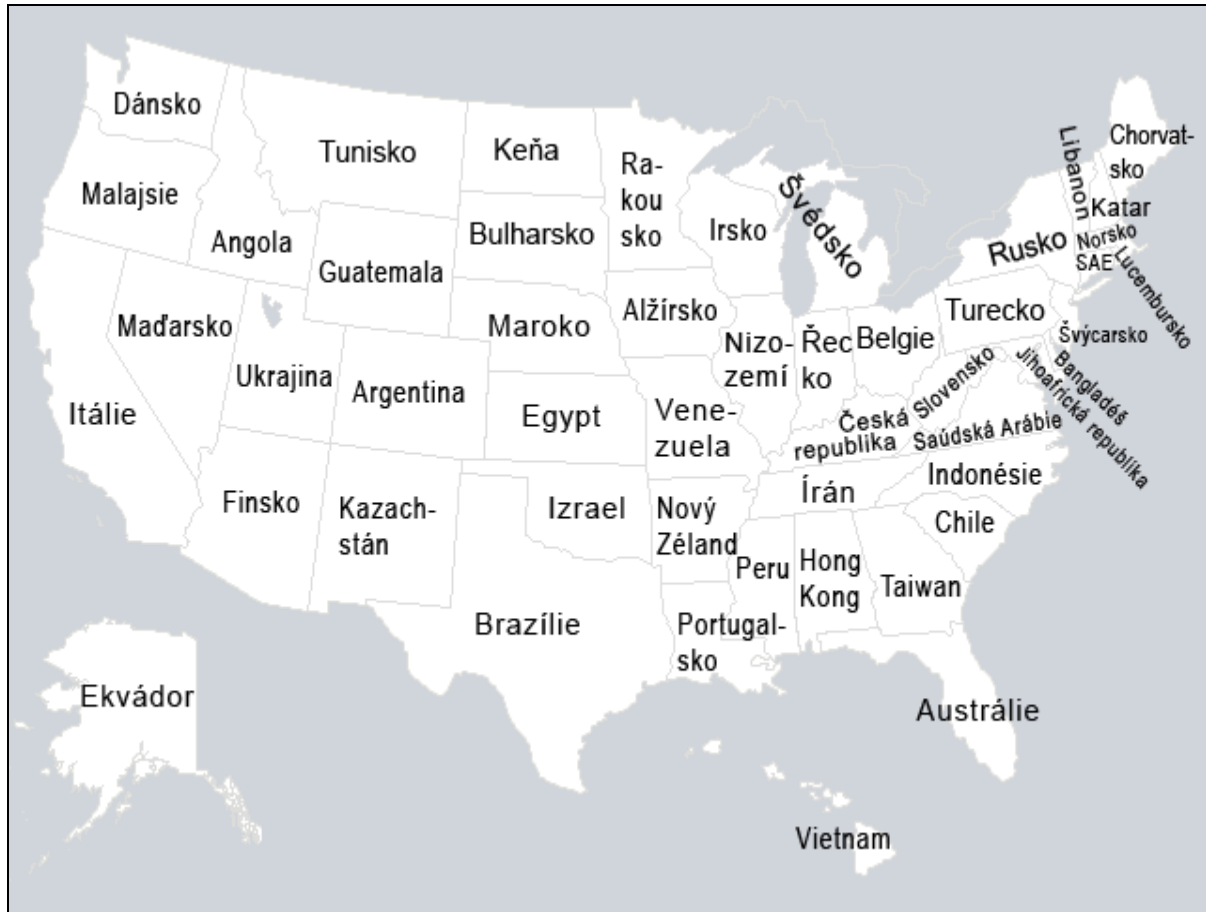 Dánsko
Tunisko
Keňa
Ra-
kou
sko
Chorvat-
sko
Libanon
Malajsie
Angola
Guatemala
Bulharsko
Irsko
Švédsko
Rusko
Katar
Norsko
SAE
Lucembursko
Maďarsko
Ukrajina
Argentina
Maroko
Alžírsko
Nizo-
zemí
Řec
ko
Belgie
Turecko
Švýcarsko
Bangladéš
Jihoafrická republika
Itálie
Egypt
Vene-
zuela
Česká
republika
Slovensko
Saúdská Arábie
Finsko
Kazach-
stán
Izrael
Nový
Zéland
Írán
Indonésie
Chile
Brazílie
Portugal-
sko
Peru
Hong
Kong
Taiwan
Ekvádor
Austrálie
Vietnam